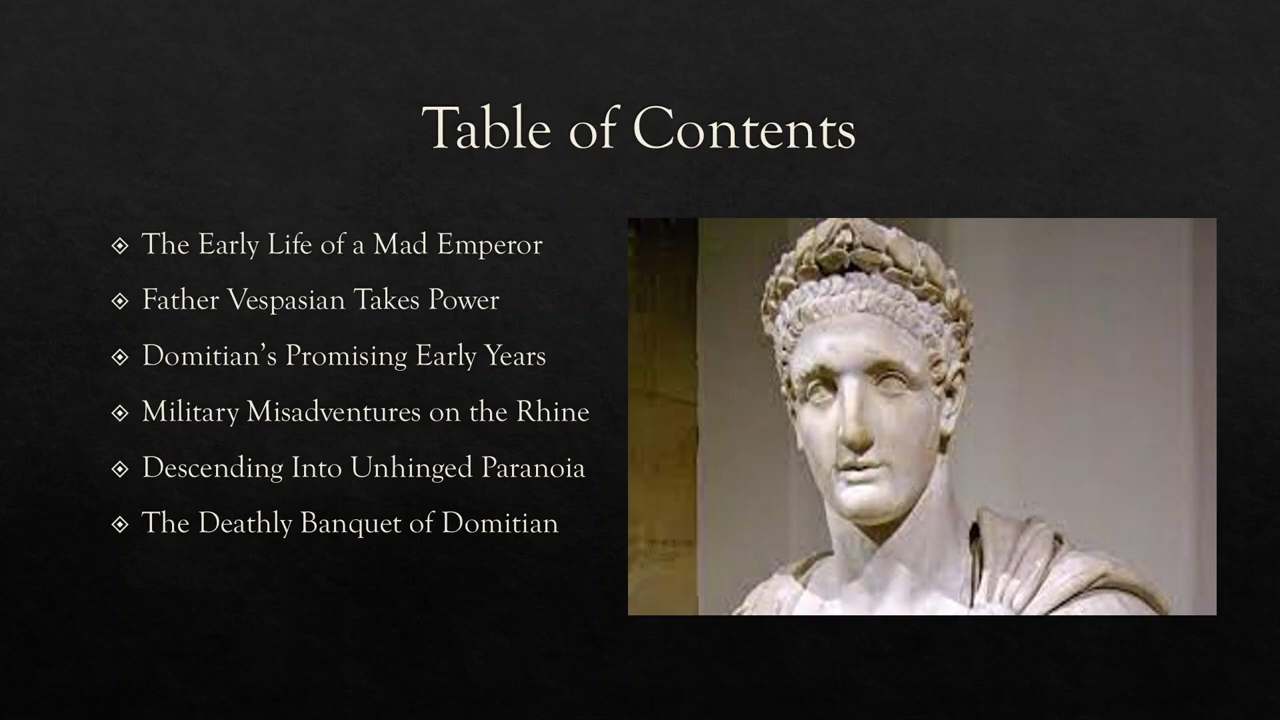 Table of Contents
The Early Life of a Mad Emperor
Father Vespasian Takes Power
Domitian’s Promising Early Years
Military Misadventures on the Rhine
Descending Into Unhinged Paranoia
The Deathly Banquet of Domitian